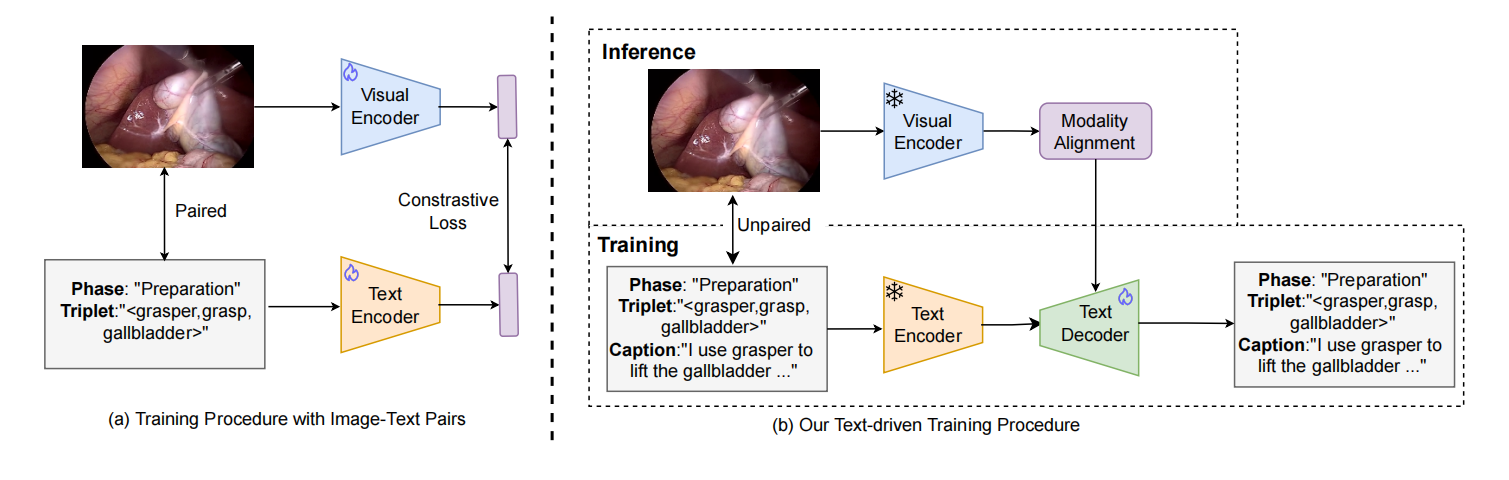 Visual
Encoder
Paired
Constrastive
Loss
Phase: "Preparation"
Triplet:"<grasper,grasp,
gallbladder>"
Text
Encoder
(a) Training Procedure with Image-Text Pairs
Inference
Visual
Encoder
Modality
Alignment
Unpaired
Training
Phase: "Preparation"
Triplet:"<grasper,grasp,
gallbladder>"
Caption:"I use grasper to
lift the gallbladder ..."
Text
Encoder
Text
Decoder
Phase: "Preparation"
Triplet:"<grasper,grasp,
gallbladder>"
Caption:"I use grasper to
lift the gallbladder ..."
(b) Our Text-driven Training Procedure